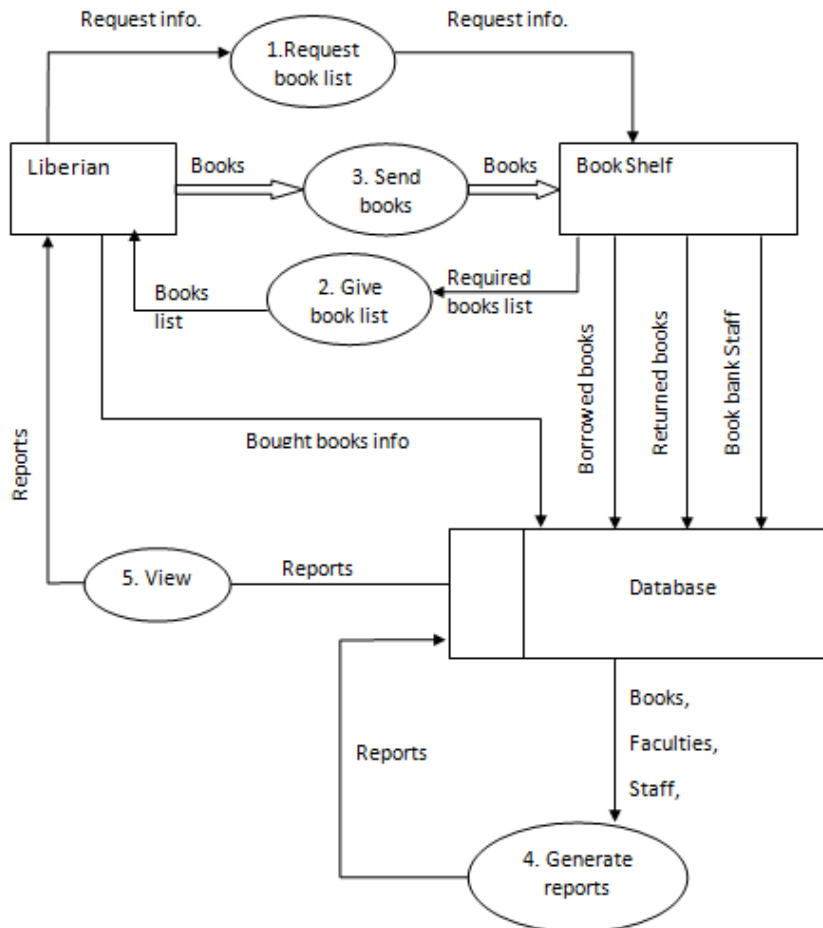 Request info.
Request info.
1.Request
book list
Liberian
Books
3. Send
books
Books
Book Shelf
Books
list
2. Give
book list
Required
books list
Borrowed books
Returned books
Book bank Staff
Reports
Bought books info
5. View
Reports
Database
Reports
Books,
Faculties,
Staff,
4. Generate
reports